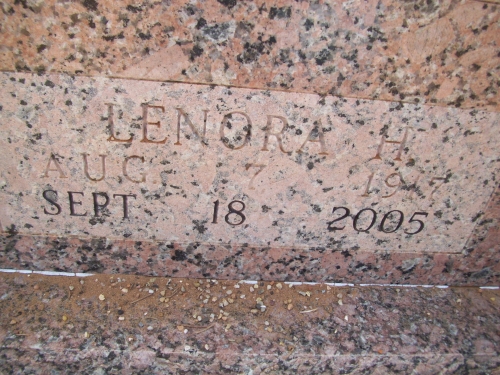 LENORA H
AUG 7
SEPT 18 2005